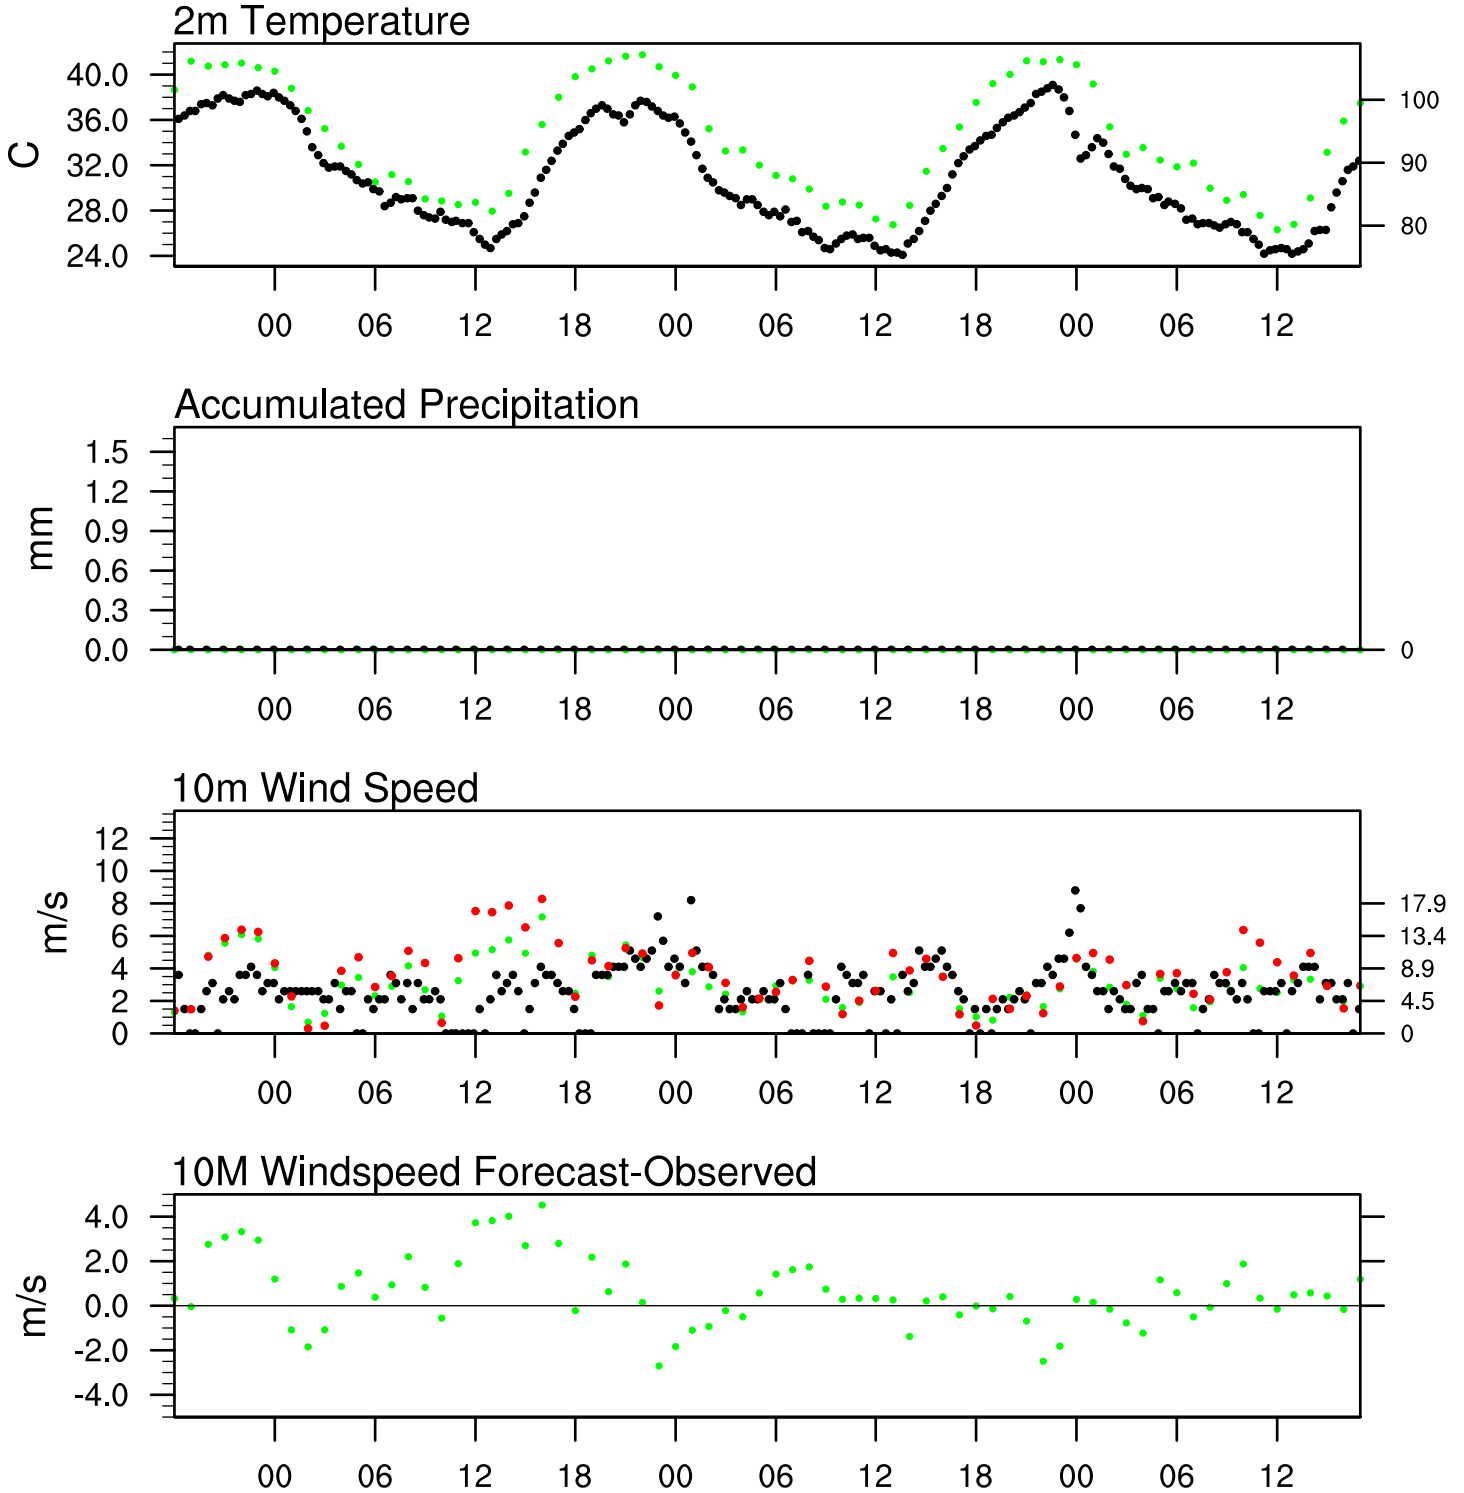 2m Temperature
40.0
36.0
32.0
28.0
24.0
C
100
90
80
00 06 12 18 00 06 12 18 00 06 12
Accumulated Precipitation
1.5
1.2
0.9
0.6
0.3
0.0
mm
0
00 06 12 18 00 06 12 18 00 06 12
10m Wind Speed
12
10
8
6
4
2
0
m/s
17.9
13.4
8.9
4.5
0
00 06 12 18 00 06 12 18 00 06 12
10M Windspeed Forecast-Observed
4.0
2.0
0.0
-2.0
-4.0
m/s
00 06 12 18 00 06 12 18 00 06 12